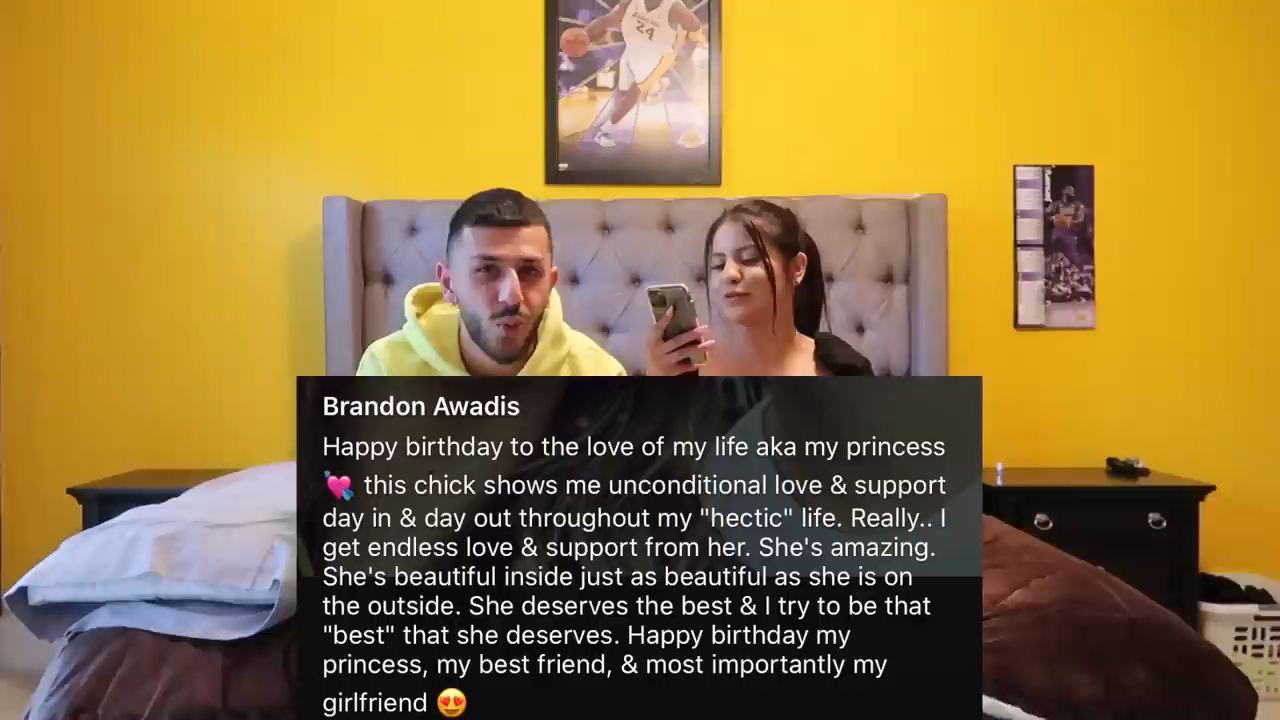 24
Brandon Awadis
Happy birthday to the love of my life aka my princess
💘 this chick shows me unconditional love & support
day in & day out throughout my "hectic" life. Really.. I
get endless love & support from her. She's amazing.
She's beautiful inside just as beautiful as she is on
the outside. She deserves the best & I try to be that
"best" that she deserves. Happy birthday my
princess, my best friend, & most importantly my
girlfriend 😍